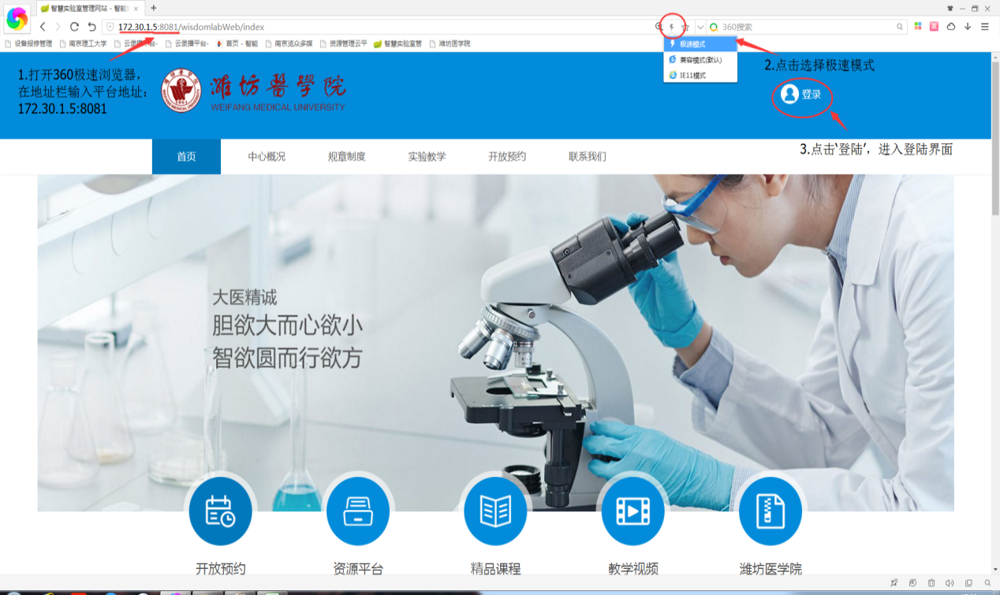 智慧实验室管理网站 - 智能
172.30.1.5:8081/wisdomlabWeb/index
360搜索
设备报修管理
南京理工大学
云录播平台-
云录播平台-
首页 - 智能
南京览众多媒
资源管理云平
智慧实验室管
潍坊医学院
极速模式
兼容模式(默认)
IE11模式
1.打开360极速浏览器，
在地址栏输入平台地址：
172.30.1.5:8081
濰坊醫學院
WEIFANG MEDICAL UNIVERSITY
2.点击选择极速模式
登录
3.点击‘登陆’，进入登陆界面
首页
中心概况
规章制度
实验教学
开放预约
联系我们
大医精诚
胆欲大而心欲小
智欲圆而行欲方
开放预约
资源平台
精品课程
教学视频
潍坊医学院